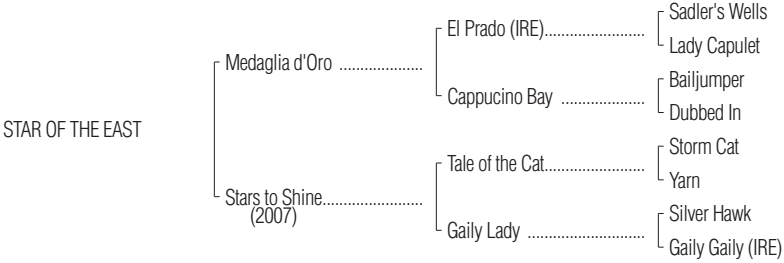 Sadler's Wells
El Prado (IRE)........................
Lady Capulet
Medaglia d'Oro ....................
Bailjumper
Cappucino Bay ....................
Dubbed In
STAR OF THE EAST
Storm Cat
Tale of the Cat........................
Yarn
Stars to Shine........................
(2007)
Silver Hawk
Gaily Lady ............................
Gaily Gaily (IRE)